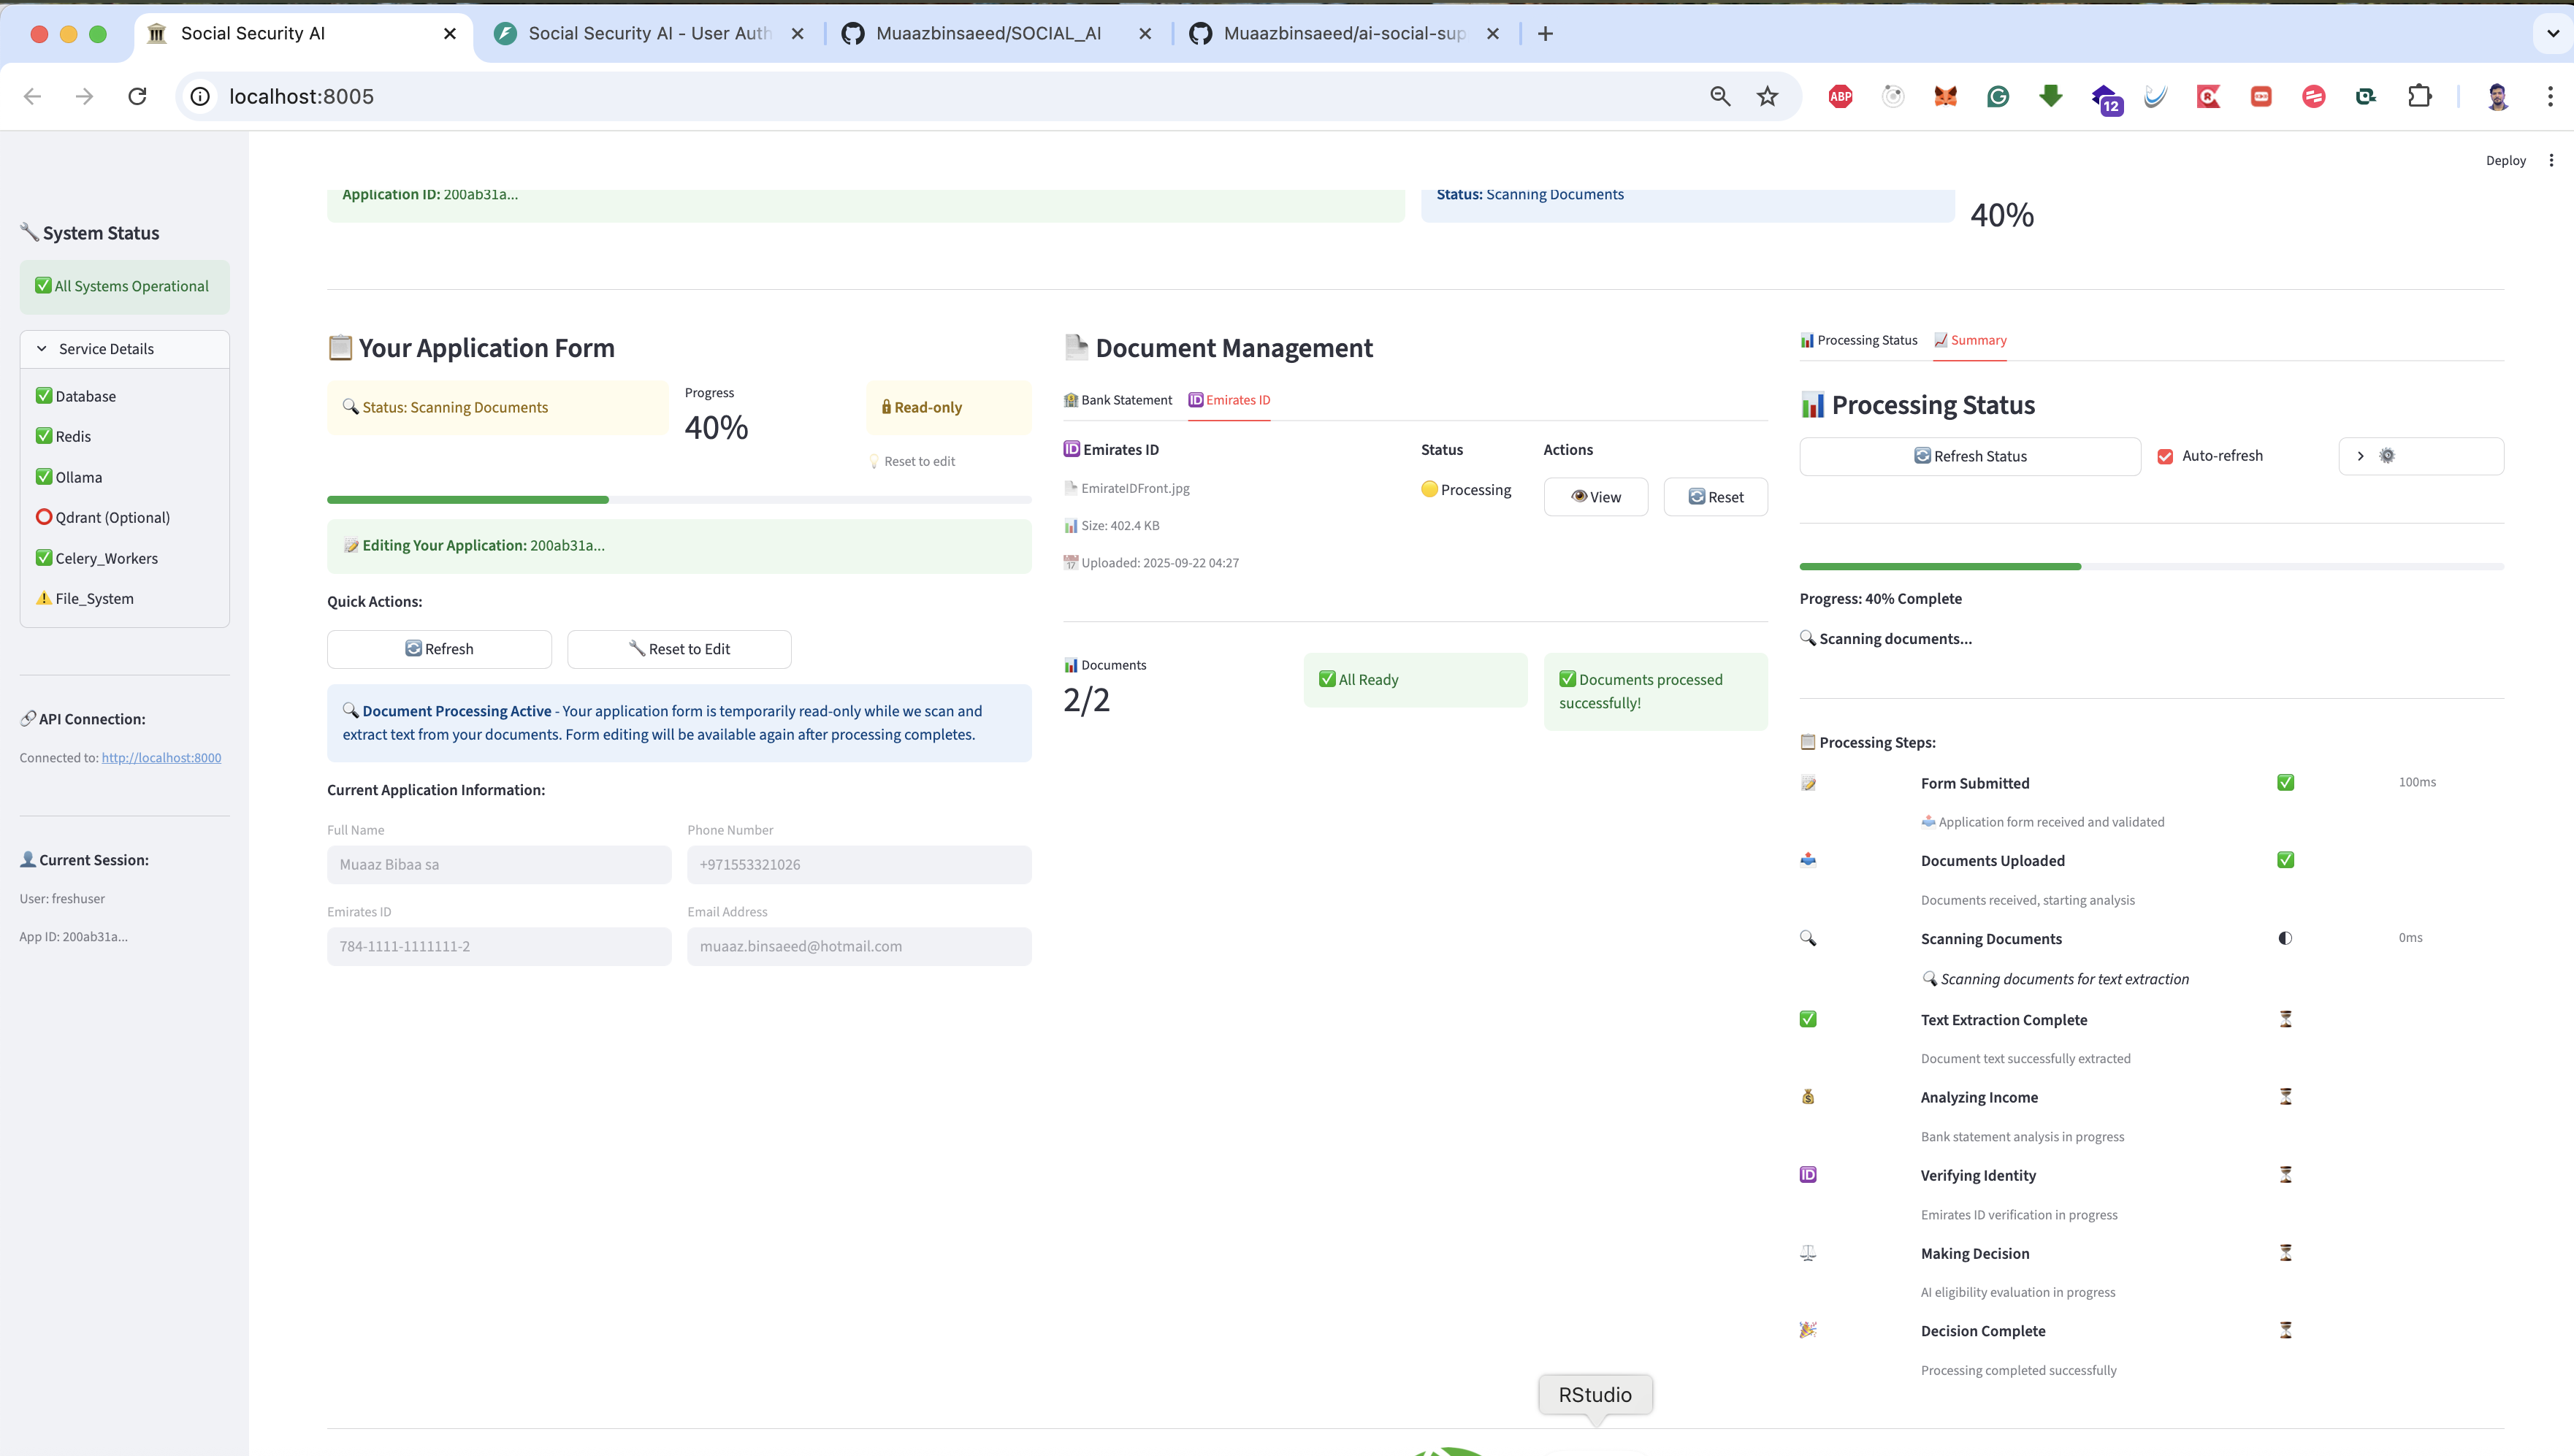 Social Security AI
Social Security AI - User Auth
Muaazbinsaeed/SOCIAL_AI
Muaazbinsaeed/ai-social-sup
localhost:8005
ABP
12
Deploy
System Status
All Systems Operational
Service Details
Database
Redis
Ollama
Qdrant (Optional)
Celery_Workers
File_System
API Connection:
Connected to: http://localhost:8000
Current Session:
User: freshuser
App ID: 200ab31a...
Application ID: 200ab31a...
Status: Scanning Documents
40%
Your Application Form
Status: Scanning Documents
Progress
40%
Read-only
Reset to edit
Editing Your Application: 200ab31a...
Quick Actions:
Refresh
Reset to Edit
Document Processing Active - Your application form is temporarily read-only while we scan and
extract text from your documents. Form editing will be available again after processing completes.
Current Application Information:
Full Name
Phone Number
Muaaz Bibaa sa
+971553321026
Emirates ID
Email Address
784-1111-1111111-2
muaaz.binsaeed@hotmail.com
Document Management
Bank Statement
ID Emirates ID
ID Emirates ID
Status
Actions
EmirateIDFront.jpg
Processing
View
Reset
Size: 402.4 KB
Uploaded: 2025-09-22 04:27
Documents
2/2
All Ready
Documents processed
successfully!
Processing Status
Summary
Processing Status
Refresh Status
Auto-refresh
Progress: 40% Complete
Scanning documents...
Processing Steps:
Form Submitted
100ms
Application form received and validated
Documents Uploaded
Documents received, starting analysis
Scanning Documents
0ms
Scanning documents for text extraction
Text Extraction Complete
Document text successfully extracted
Analyzing Income
Bank statement analysis in progress
ID
Verifying Identity
Emirates ID verification in progress
Making Decision
AI eligibility evaluation in progress
Decision Complete
Processing completed successfully
RStudio